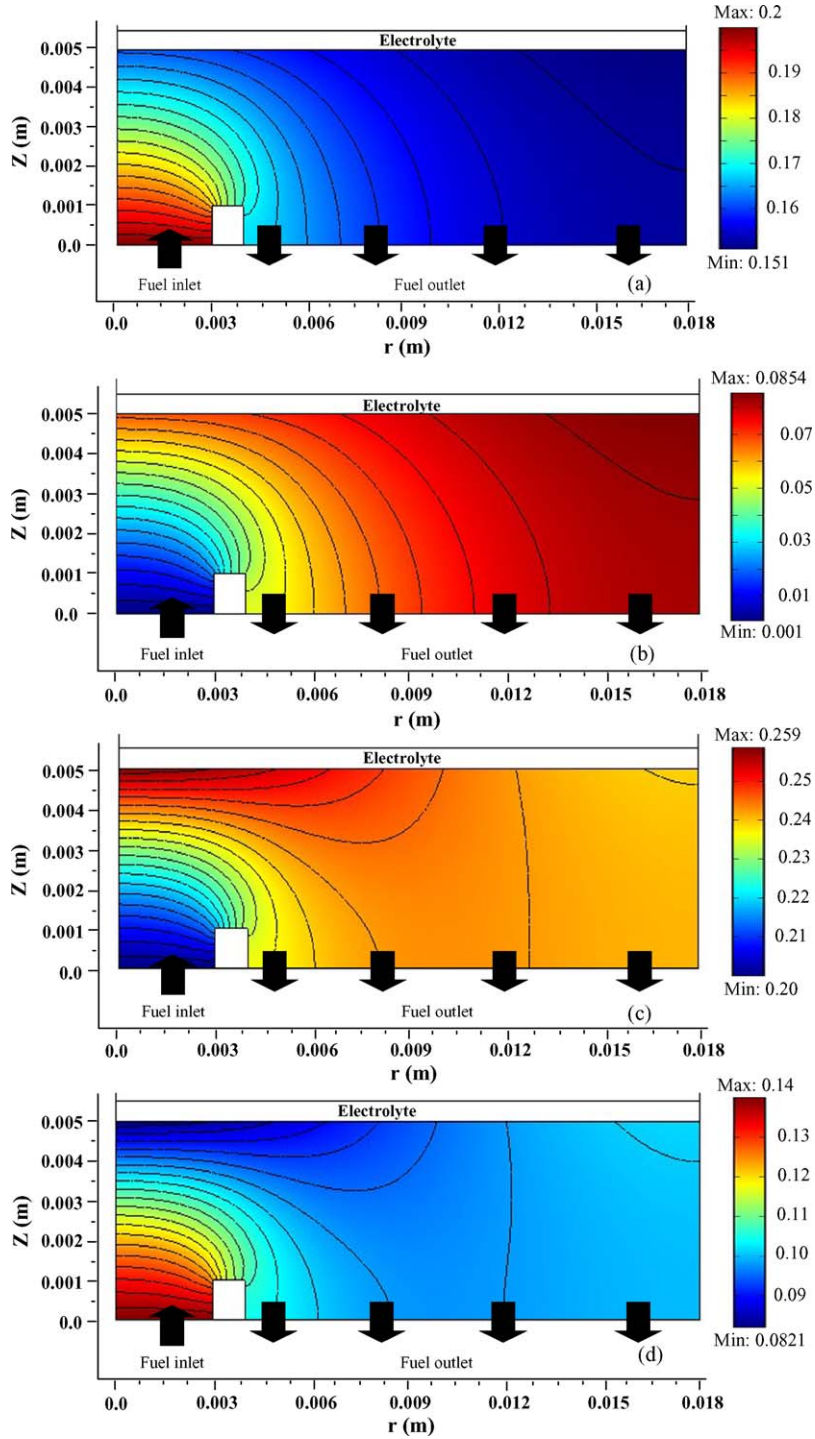 Max: 0.2
Electrolyte
0.005
0.004
0.003
0.002
0.001
0.0
Z (m)
0.19
0.18
0.17
0.16
Min: 0.151
Fuel inlet
Fuel outlet
(a)
0.0 0.003 0.006 0.009 0.012 0.015 0.018
r (m)
Max: 0.0854
Electrolyte
0.005
0.004
0.003
0.002
0.001
0.0
Z (m)
0.07
0.05
0.03
0.01
Min: 0.001
Fuel inlet
Fuel outlet
(b)
0.0 0.003 0.006 0.009 0.012 0.015 0.018
r (m)
Max: 0.259
Electrolyte
0.005
0.004
0.003
0.002
0.001
0.0
Z (m)
0.25
0.24
0.23
0.22
0.21
Min: 0.20
Fuel inlet
Fuel outlet
(c)
0.0 0.003 0.006 0.009 0.012 0.015 0.018
r (m)
Max: 0.14
Electrolyte
0.005
0.004
0.003
0.002
0.001
0.0
Z (m)
0.13
0.12
0.11
0.10
0.09
Min: 0.0821
Fuel inlet
Fuel outlet
(d)
0.0 0.003 0.006 0.009 0.012 0.015 0.018
r (m)